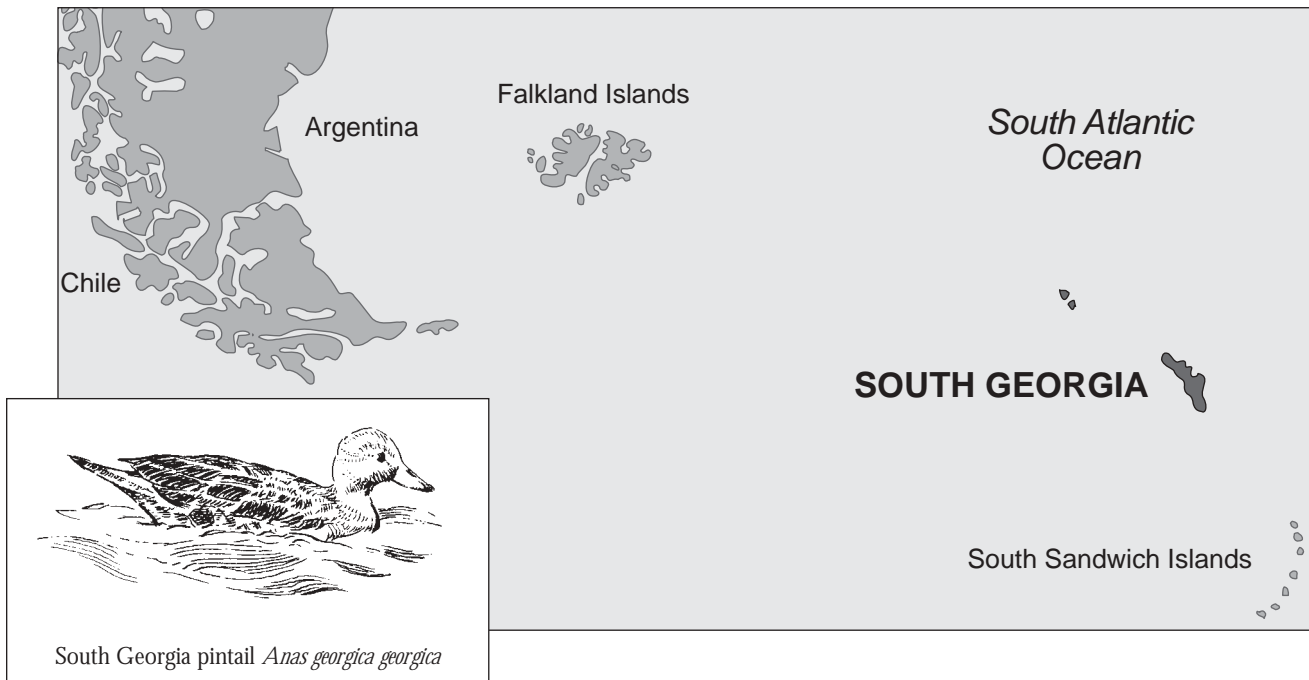 Falkland Islands
Argentina
South Atlantic
Ocean
Chile
SOUTH GEORGIA
South Sandwich Islands
South Georgia pintail Anas georgica georgica